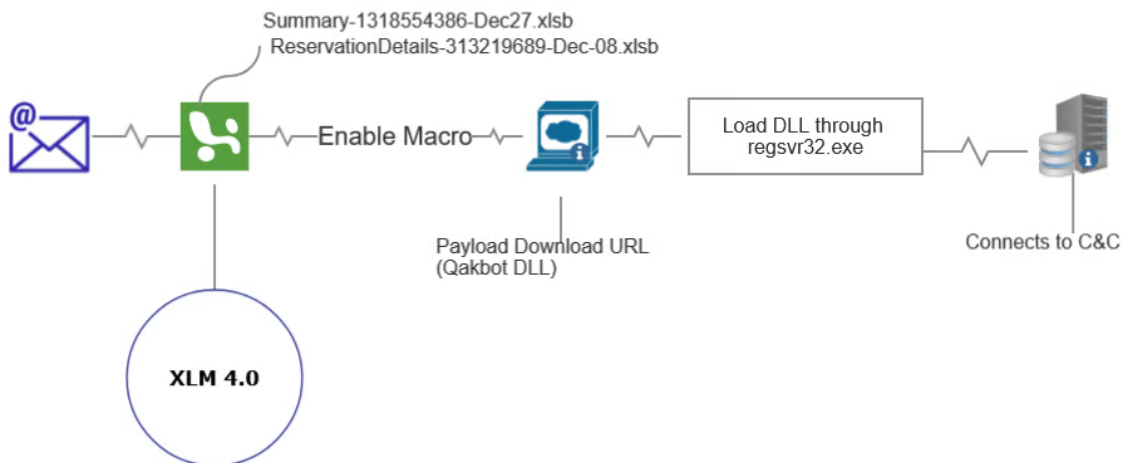 Summary-1318554386-Dec27.xlsb
ReservationDetails-313219689-Dec-08.xlsb
@
Enable Macro
Load DLL through
regsvr32.exe
Payload Download URL
(Qakbot DLL)
Connects to C&C
XLM 4.0